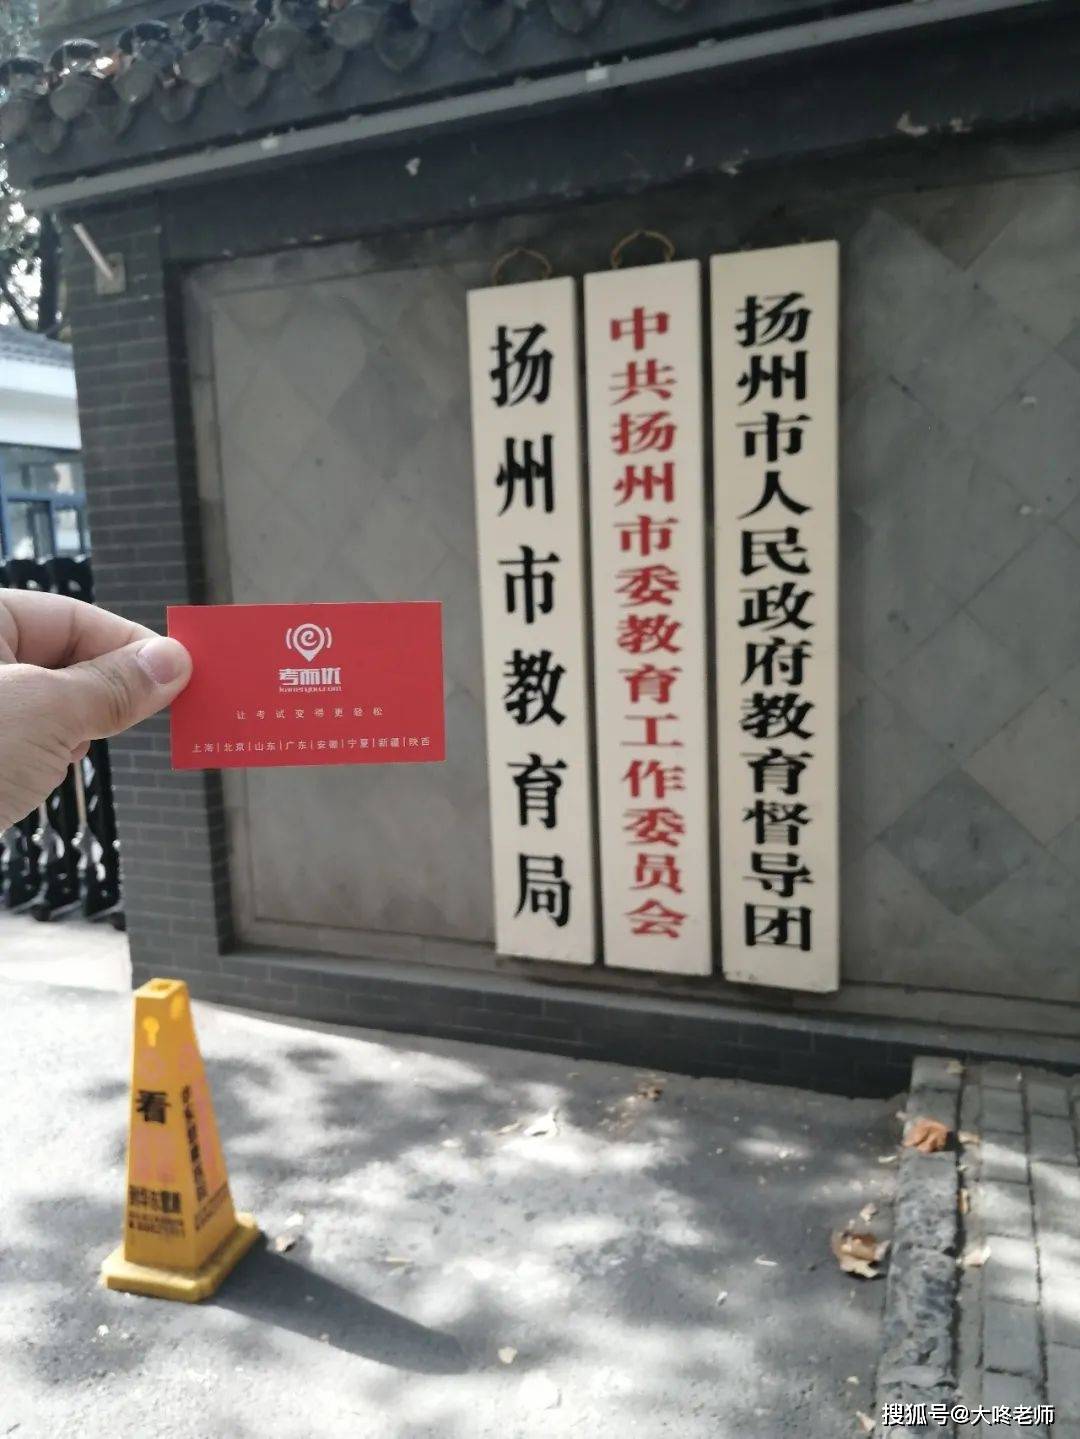 扬州市教育局
中共扬州市委教育工作委员会
扬州市人民政府教育督导团
考而优
kaoeryou.com
让考试变得更轻松
上海|北京|山东|广东|安徽|宁夏|新疆|陕西
看
搜狐号@大咚老师